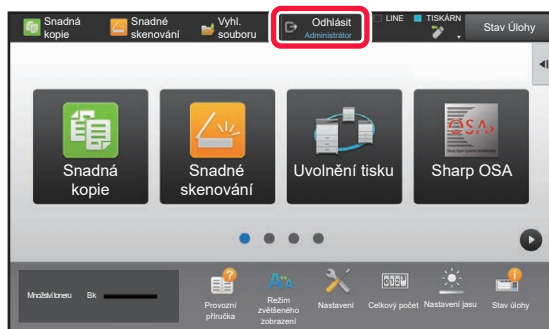 Snadná
kopie
Snadné
skenování
Vyhl.
souboru
Odhlásit
Administrátor
LINE
TISKÁRN
Stav Úlohy
Snadná
kopie
Snadné
skenování
Uvolnění tisku
Sharp OSA
OSA
Množství toneru
Bk
Provozní
příručka
Režim
zvětšeného
zobrazení
Nastavení
Celkový počet
Nastavení jasu
Stav úlohy